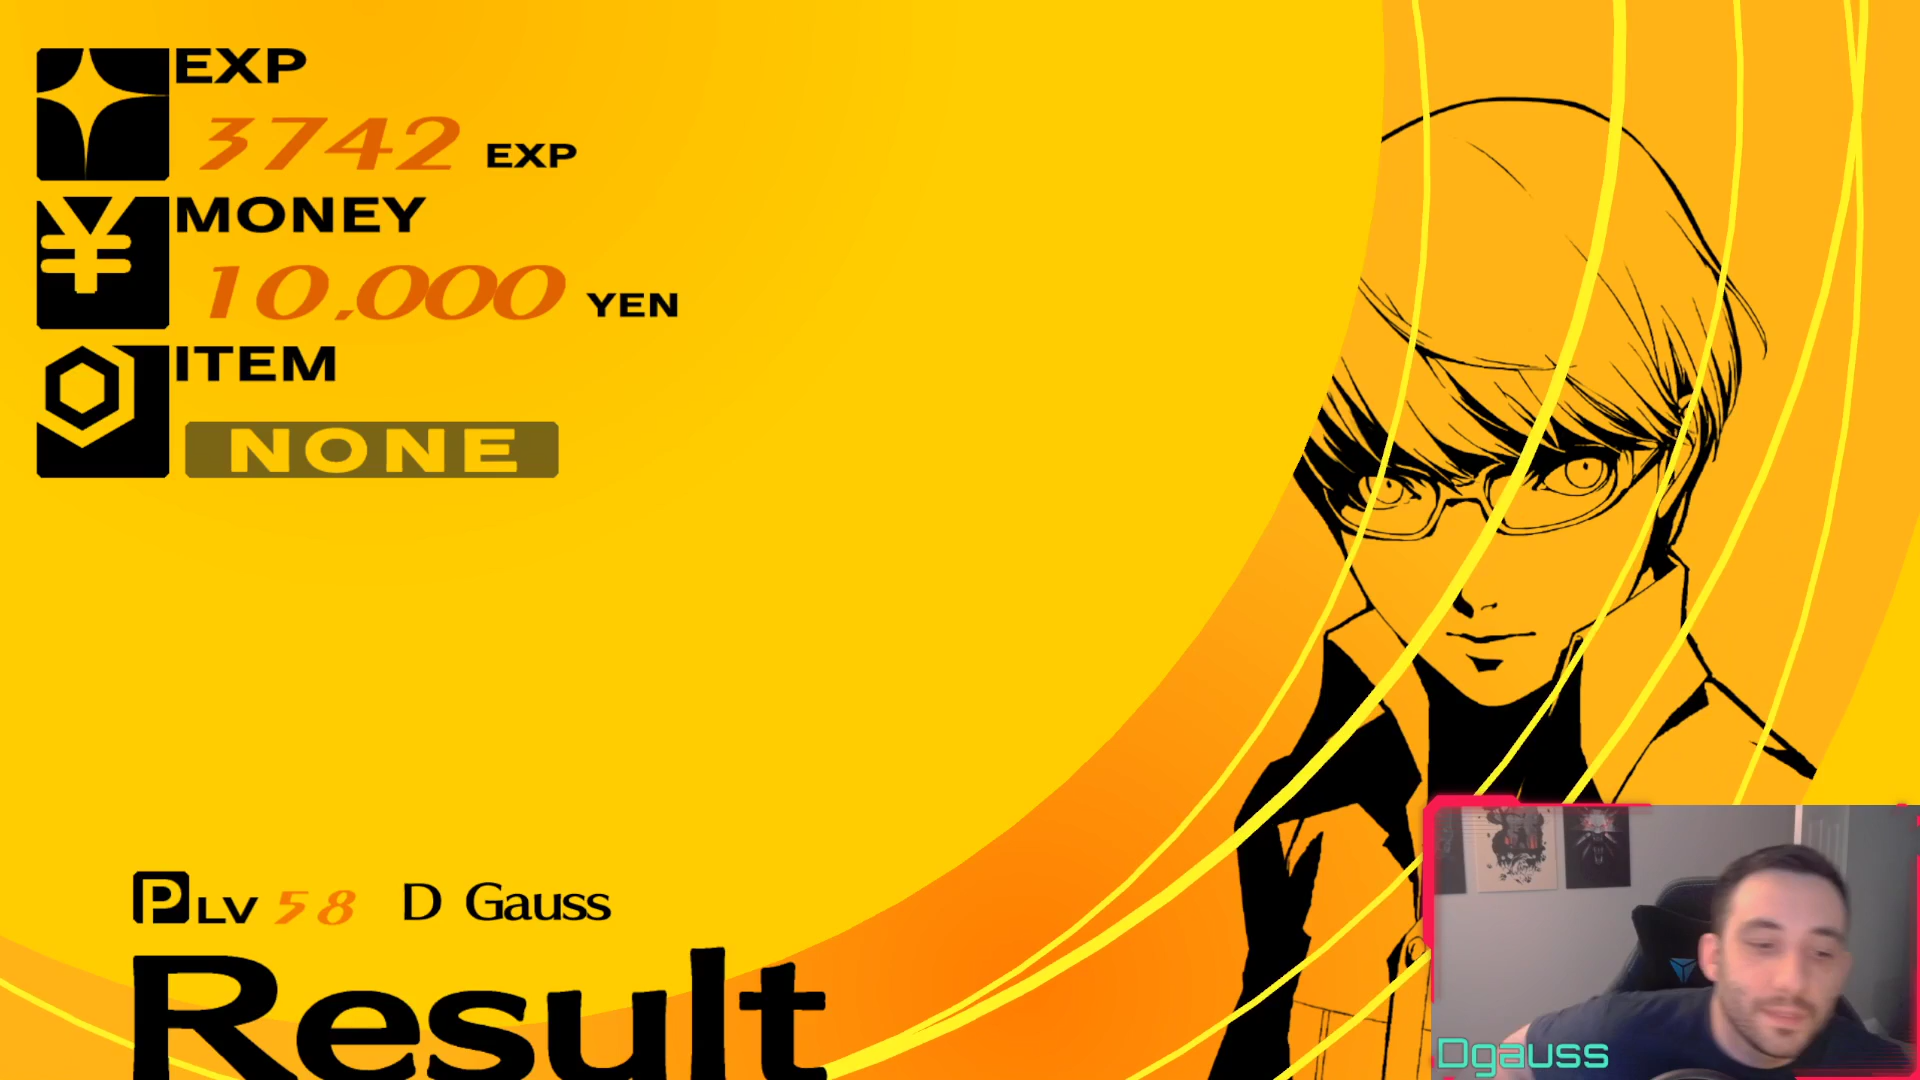 EXP
3742 EXP
MONEY
10,000 YEN
ITEM
NONE
P LV 58 D Gauss
Result
Dgauss